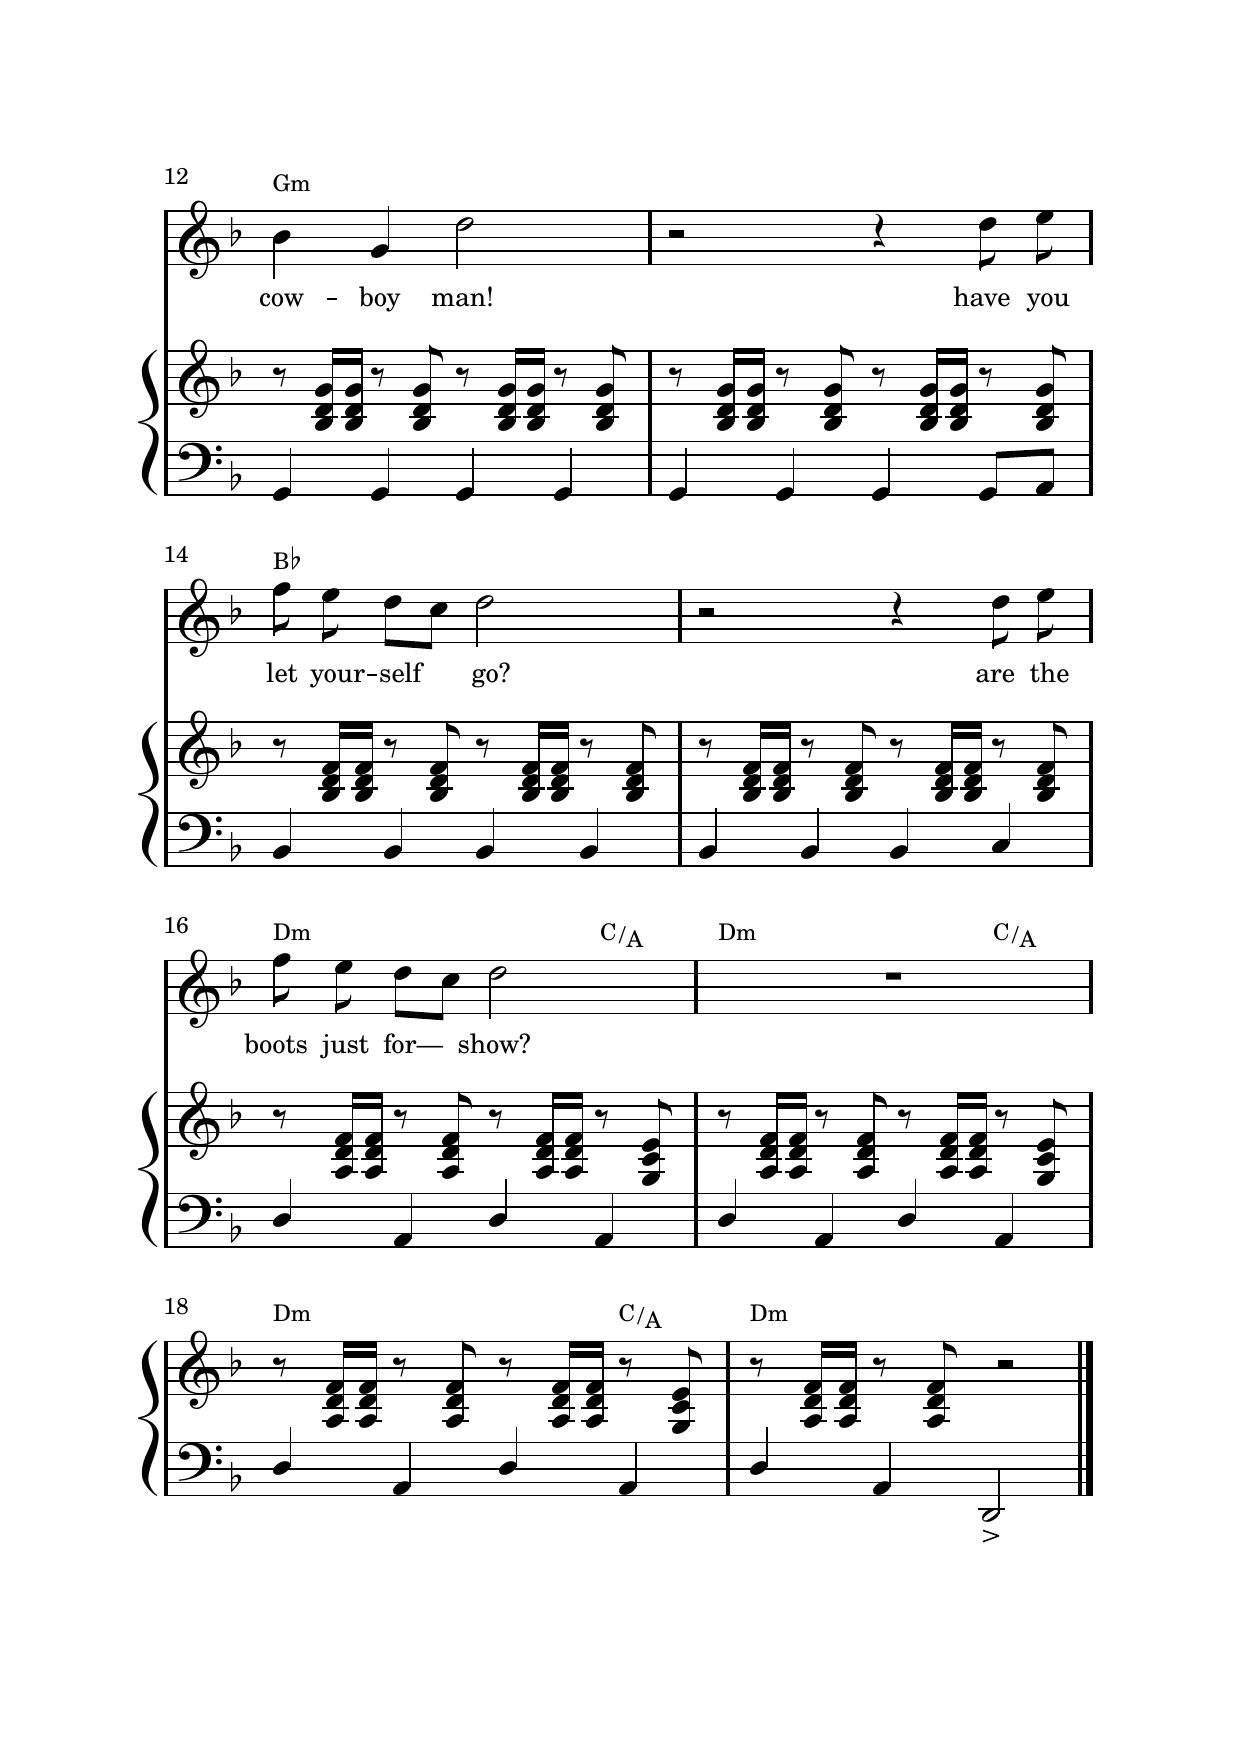 12
Gm
cow - boy man! have you
14
B♭
let your - self go? are the
16
Dm C/A Dm C/A
boots just for— show?
18
Dm C/A Dm